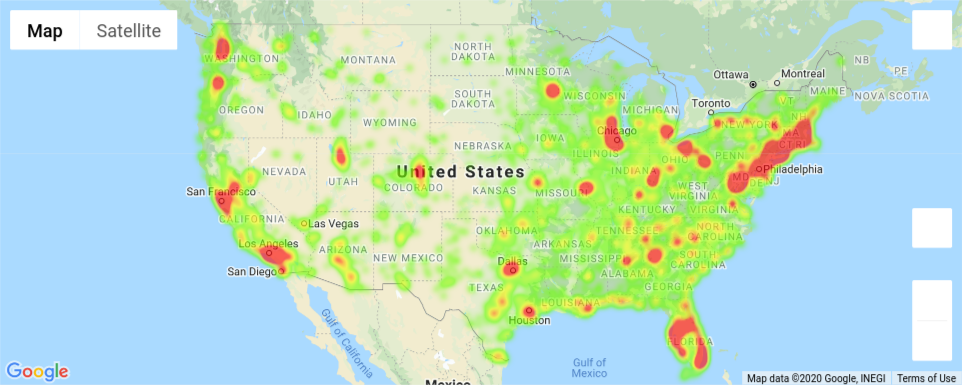 Map Satellite
NORTH
DAKOTA
MONTANA
WASHINGTON
MINNESOTA
Ottawa
Montreal
NB
PE
MAINE
NOVA SCOTIA
VT
NH
OREGON
IDAHO
SOUTH
DAKOTA
WISCONSIN
MICHIGAN
Toronto
NEW YORK
MA
CT RI
WYOMING
IOWA
Chicago
NEBRASKA
ILLINOIS
INDIANA
OHIO
PENN
Philadelphia
MD
DE
NJ
NEVADA
UTAH
United States
COLORADO
KANSAS
MISSOURI
WEST
VIRGINIA
KENTUCKY
VIRGINIA
San Francisco
CALIFORNIA
Las Vegas
Los Angeles
San Diego
ARIZONA
NEW MEXICO
OKLAHOMA
ARKANSAS
TENNESSEE
NORTH
CAROLINA
MISSISSIPPI
SOUTH
CAROLINA
ALABAMA
Dallas
TEXAS
GEORGIA
LOUISIANA
Houston
FLORIDA
Gulf of
California
Gulf of
Mexico
Mexico
Google
Map data ©2020 Google, INEGI Terms of Use